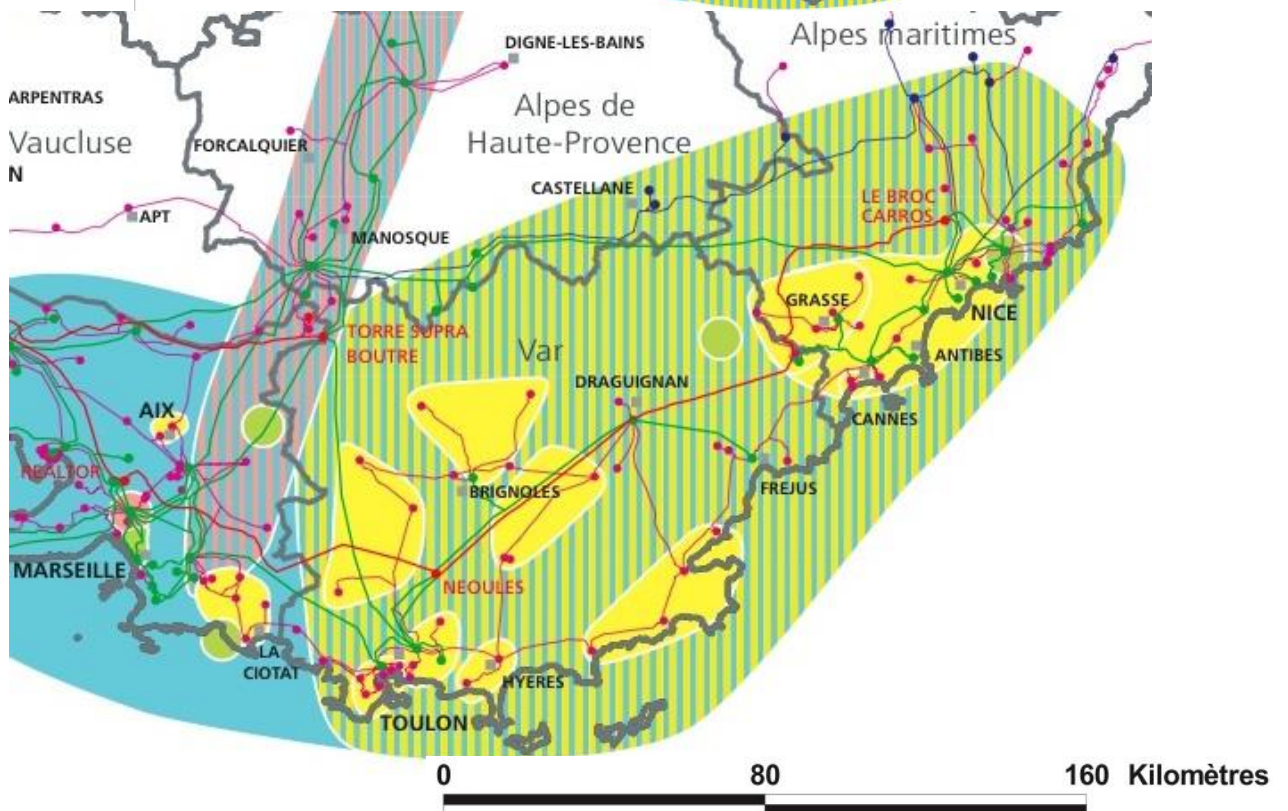 DIGNE-LES-BAINS
Alpes maritimes
ARPENTRAS
Alpes de
Haute-Provence
Vaucluse
N
FORCALQUIER
CASTELLANE
LE BROC
CARROS
APT
MANOSQUE
GRASSE
NICE
TORRE SUPRA
BOUTRE
Var
ANTIBES
DRAGUIGNAN
AIX
CANNES
REALTOR
BRIGNOLES
FREJUS
MARSEILLE
NEOULES
LA
CIOTAT
HYERES
TOULON
0 80 160 Kilomètres